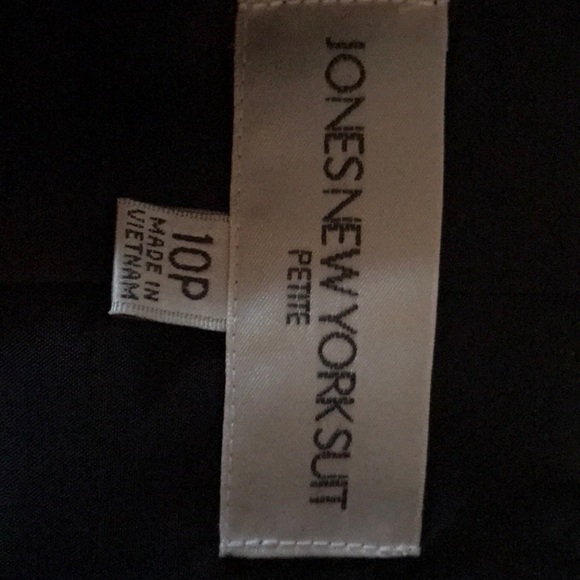 JONES NEW YORK SUIT
PETITE
10P
MADE IN
VIETNAM